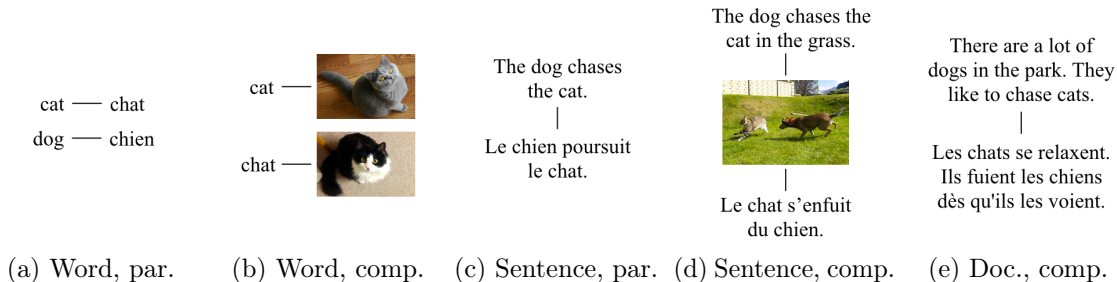 cat chat
dog chien
(a) Word, par.
cat
chat
(b) Word, comp.
The dog chases
the cat.
Le chien poursuit
le chat.
(c) Sentence, par.
The dog chases the
cat in the grass.
Le chat s'enfuit
du chien.
(d) Sentence, comp.
There are a lot of
dogs in the park. They
like to chase cats.
Les chats se relaxent.
Ils fuient les chiens
dès qu'ils les voient.
(e) Doc., comp.